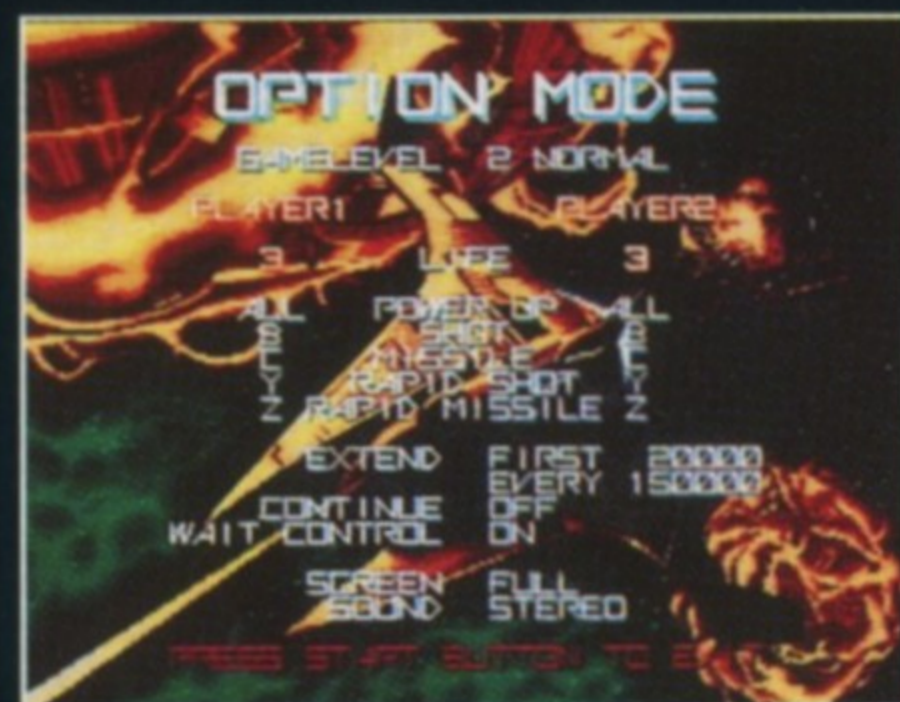 OPTION MODE
GAMELEVEL 2 NORMAL
PLAYER1 PLAYER2
3 LIFE 3
ALL POWER UP ALL
B SHOT B
C MISSILE C
Y RAPID SHOT Y
Z RAPID MISSILE Z
EXTEND FIRST 20000
EVERY 150000
CONTINUE OFF
WAIT CONTROL ON
SCREEN FULL
SOUND STEREO
PRESS START BUTTON TO